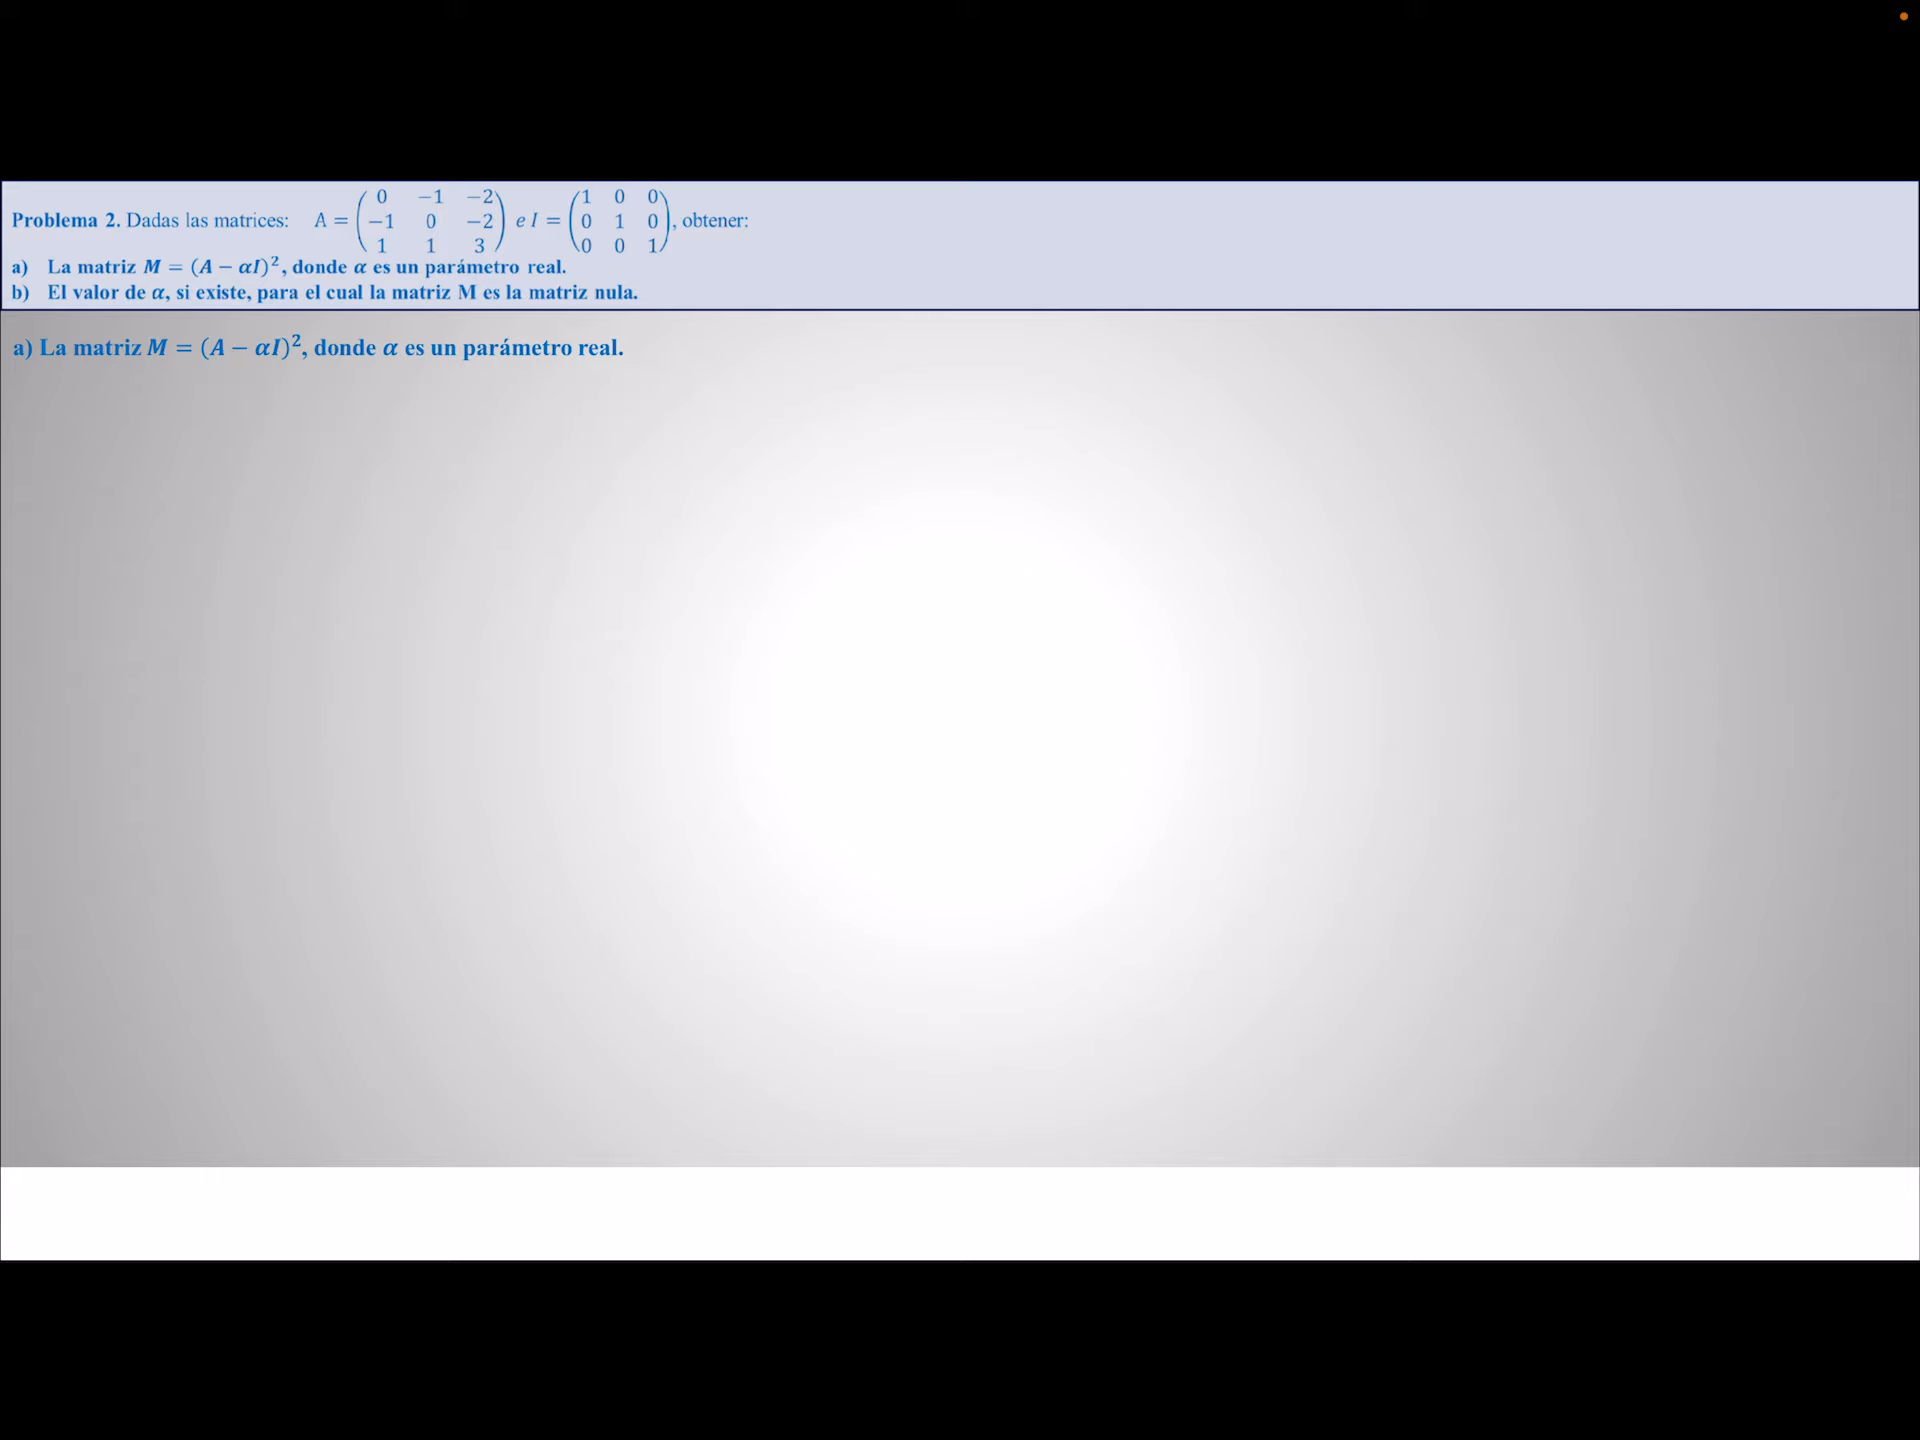 Problema 2. Dadas las matrices: A = ( 0 −1 −2 ; −1 0 −2 ; 1 1 3 ) e I = ( 1 0 0 ; 0 1 0 ; 0 0 1 ), obtener:
a) La matriz M = (A − αI)², donde α es un parámetro real.
b) El valor de α, si existe, para el cual la matriz M es la matriz nula.
a) La matriz M = (A − αI)², donde α es un parámetro real.